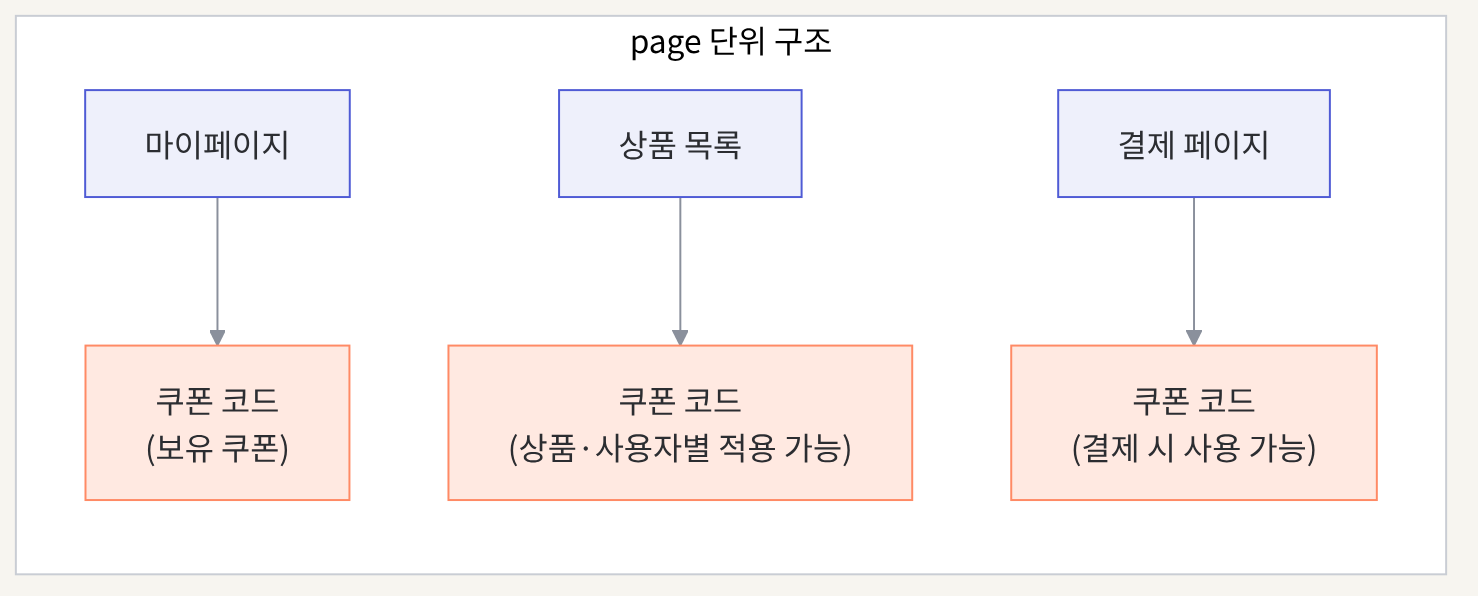 page 단위 구조
마이페이지
상품 목록
결제 페이지
쿠폰 코드
(보유 쿠폰)
쿠폰 코드
(상품·사용자별 적용 가능)
쿠폰 코드
(결제 시 사용 가능)